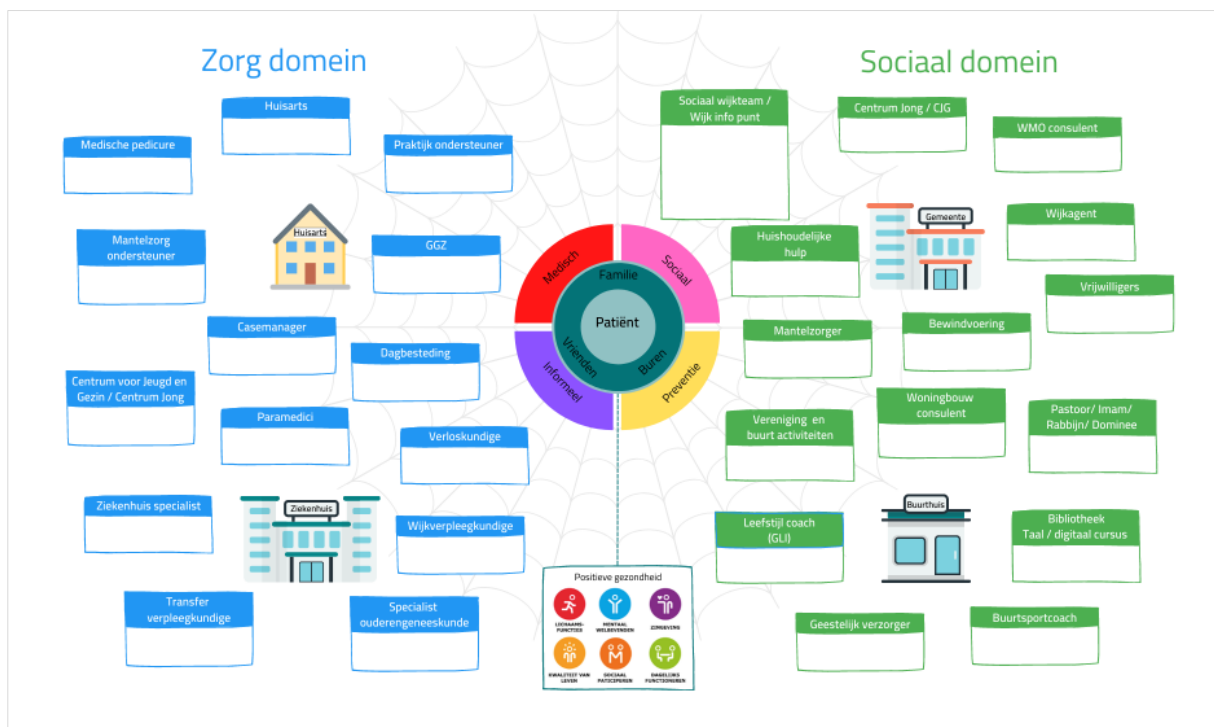 Zorg domein
Huisarts
Medische pedicure
Praktijk ondersteuner
Mantelzorg
ondersteuner
Huisarts
GGZ
Casemanager
Dagbesteding
Centrum voor Jeugd en
Gezin / Centrum Jong
Paramedici
Verloskundige
Ziekenhuis specialist
Ziekenhuis
Wijkverpleegkundige
Transfer
verpleegkundige
Specialist
ouderengeneeskunde
Medisch
Sociaal
Informeel
Preventie
Familie
Vrienden
Buren
Patiënt
Positieve gezondheid
LICHAAMS-
FUNCTIES
MENTAAL
WELBEVINDEN
ZINGEVING
KWALITEIT VAN
LEVEN
SOCIAAL
PATICIPEREN
DAGELIJKS
FUNCTIONEREN
Sociaal domein
Sociaal wijkteam /
Wijk info punt
Centrum Jong / CJG
WMO consulent
Huishoudelijke
hulp
Gemeente
Wijkagent
Vrijwilligers
Mantelzorger
Bewindvoering
Vereniging en
buurt activiteiten
Woningbouw
consulent
Pastoor/ Imam/
Rabbijn/ Dominee
Leefstijl coach
(GLI)
Buurthuis
Bibliotheek
Taal / digitaal cursus
Geestelijk verzorger
Buurtsportcoach